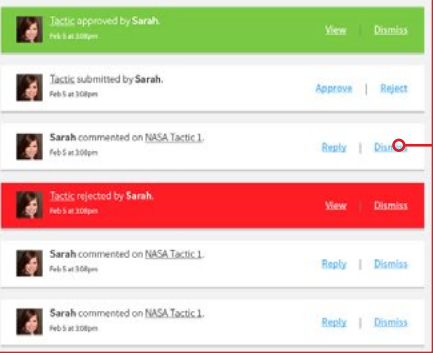 Tactic approved by Sarah.
Feb 5 at 3:08pm
View | Dismiss
Tactic submitted by Sarah.
Feb 5 at 3:08pm
Approve | Reject
Sarah commented on NASA Tactic 1.
Feb 5 at 3:08pm
Reply | Dismiss
Tactic rejected by Sarah.
Feb 5 at 3:08pm
View | Dismiss
Sarah commented on NASA Tactic 1.
Feb 5 at 3:08pm
Reply | Dismiss
Sarah commented on NASA Tactic 1.
Feb 5 at 3:08pm
Reply | Dismiss